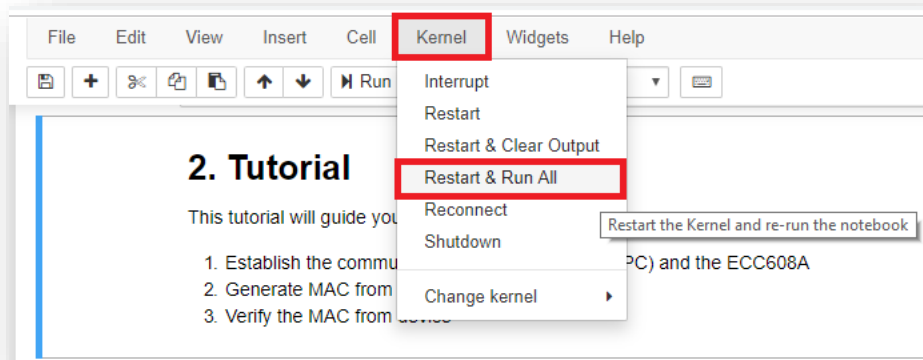 File Edit View Insert Cell Kernel Widgets Help
Run
Interrupt
Restart
Restart & Clear Output
Restart & Run All
Reconnect
Shutdown
Change kernel
Restart the Kernel and re-run the notebook
2. Tutorial
This tutorial will guide you
1. Establish the commu PC) and the ECC608A
2. Generate MAC from
3. Verify the MAC from device